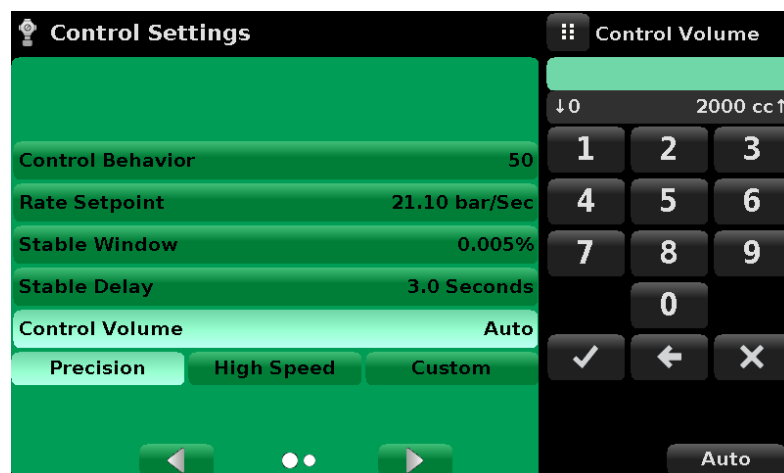 Control Settings
Control Behavior 50
Rate Setpoint 21.10 bar/Sec
Stable Window 0.005%
Stable Delay 3.0 Seconds
Control Volume Auto
Precision High Speed Custom
Control Volume
↓0 2000 cc↑
1 2 3
4 5 6
7 8 9
0
Auto